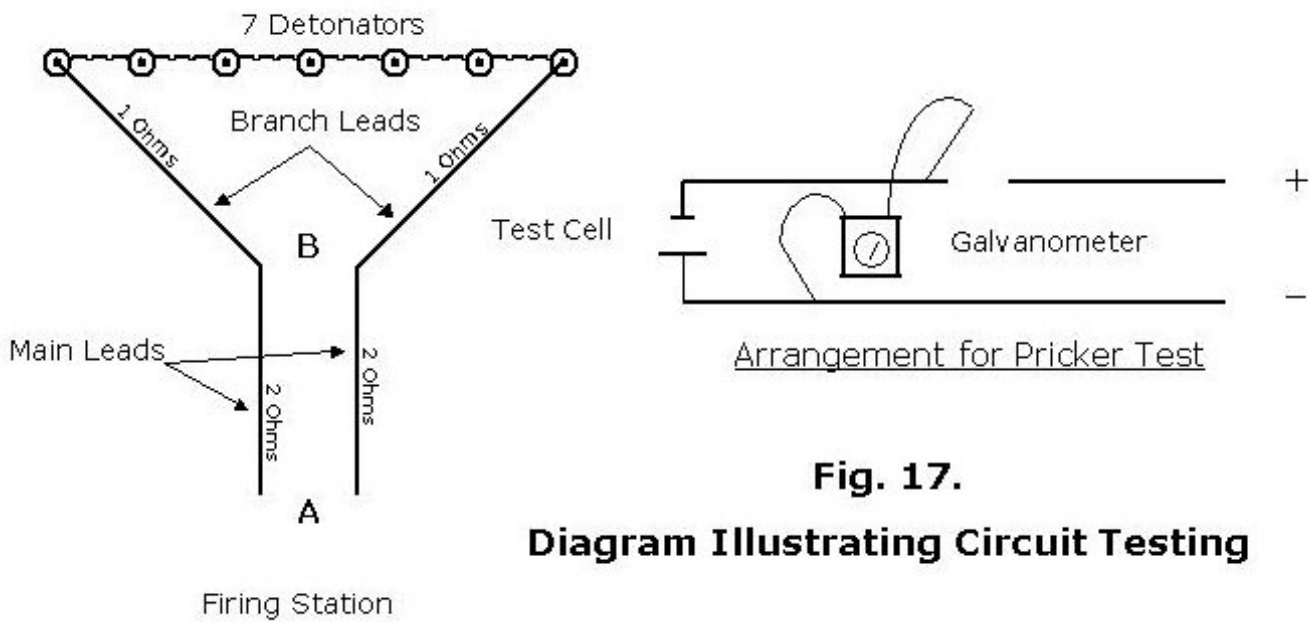 7 Detonators
1 Ohms
Branch Leads
1 Ohms
B
Main Leads
2 Ohms
2 Ohms
A
Firing Station
Test Cell
Galvanometer
+
−
Arrangement for Pricker Test
Fig. 17.
Diagram Illustrating Circuit Testing